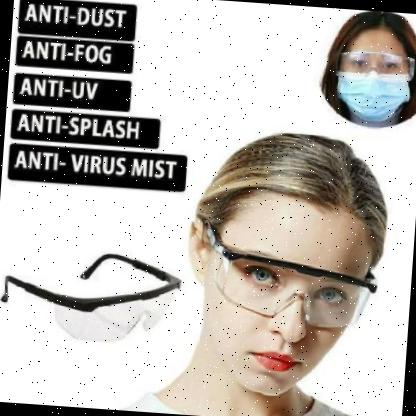 ANTI-DUST
ANTI-FOG
ANTI-UV
ANTI-SPLASH
ANTI- VIRUS MIST